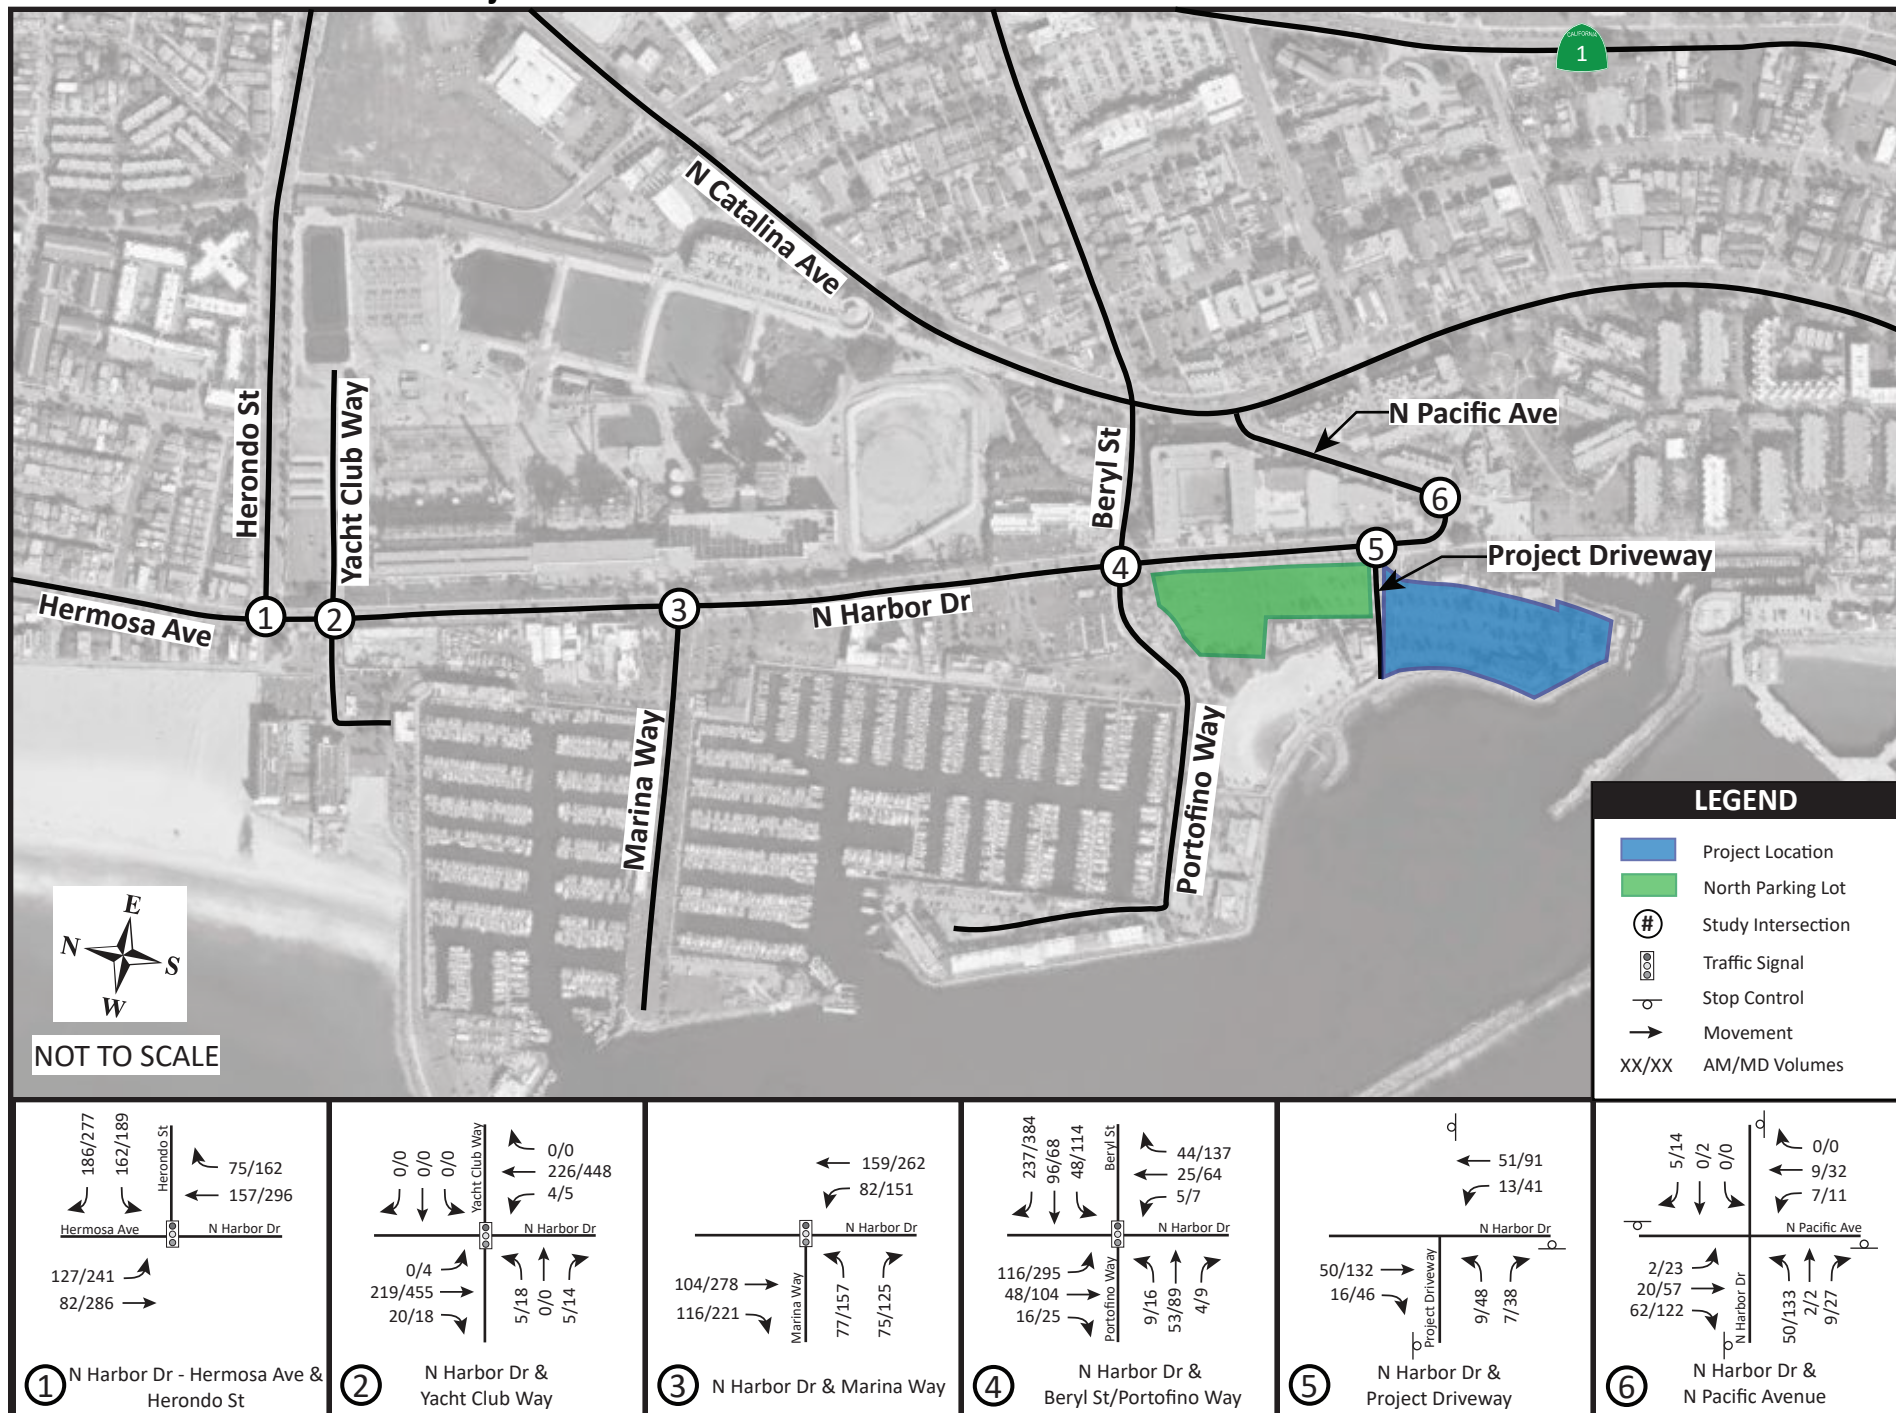 CALIFORNIA
1
N Catalina Ave
Herondo St
Yacht Club Way
Beryl St
N Pacific Ave
6
5
Project Driveway
4
Hermosa Ave
1
2
3
N Harbor Dr
Marina Way
Portofino Way
E
N
S
W
NOT TO SCALE
LEGEND
Project Location
North Parking Lot
# Study Intersection
Traffic Signal
Stop Control
Movement
XX/XX AM/MD Volumes
186/277
162/189
Herondo St
75/162
157/296
Hermosa Ave
N Harbor Dr
127/241
82/286
1 N Harbor Dr - Hermosa Ave &
Herondo St
0/0
0/0
0/0
Yacht Club Way
0/0
226/448
4/5
N Harbor Dr
0/4
219/455
20/18
5/18
0/0
5/14
2 N Harbor Dr &
Yacht Club Way
159/262
82/151
N Harbor Dr
104/278
116/221
Marina Way
77/157
75/125
3 N Harbor Dr & Marina Way
237/384
96/68
48/114
Beryl St
44/137
25/64
5/7
N Harbor Dr
116/295
48/104
16/25
Portofino Way
9/16
53/89
4/9
4 N Harbor Dr &
Beryl St/Portofino Way
51/91
13/41
N Harbor Dr
50/132
16/46
Project Driveway
9/48
7/38
5 N Harbor Dr &
Project Driveway
5/14
0/2
0/0
0/0
9/32
7/11
N Pacific Ave
2/23
20/57
62/122
N Harbor Dr
50/133
2/2
9/27
6 N Harbor Dr &
N Pacific Avenue